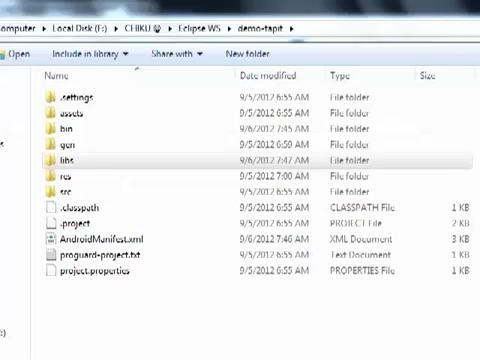 Computer ▸ Local Disk (F:) ▸ CHIKU @ ▸ Eclipse WS ▸ demo-tapit ▸
Open Include in library ▾ Share with ▾ New folder
Name Date modified Type Size
.settings 9/5/2012 6:55 AM File folder
assets 9/5/2012 6:55 AM File folder
bin 9/6/2012 7:45 AM File folder
gen 9/5/2012 6:59 AM File folder
libs 9/6/2012 7:47 AM File folder
res 9/5/2012 7:00 AM File folder
src 9/5/2012 6:55 AM File folder
.classpath 9/5/2012 6:55 AM CLASSPATH File 1 KB
.project 9/5/2012 6:55 AM PROJECT File 2 KB
AndroidManifest.xml 9/6/2012 7:46 AM XML Document 3 KB
proguard-project.txt 9/5/2012 6:55 AM Text Document 1 KB
project.properties 9/5/2012 6:55 AM PROPERTIES File 1 KB
:)